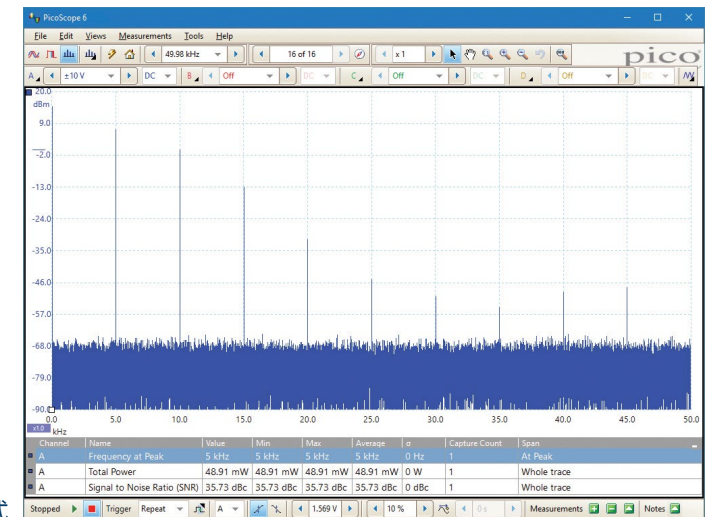 PicoScope 6
File Edit Views Measurements Tools Help
49.98 kHz 16 of 16 x 1 pico
A ±10 V DC B Off DC C Off DC D Off DC
20.0
dBm
9.0
-2.0
-13.0
-24.0
-35.0
-46.0
-57.0
-68.0
-79.0
-90.0
0.0 5.0 10.0 15.0 20.0 25.0 30.0 35.0 40.0 45.0 50.0
x1.0 kHz
Channel Name Value Min Max Average σ Capture Count Span
A Frequency at Peak 5 kHz 5 kHz 5 kHz 5 kHz 0 Hz 1 At Peak
A Total Power 48.91 mW 48.91 mW 48.91 mW 48.91 mW 0 W 1 Whole trace
A Signal to Noise Ratio (SNR) 35.73 dBc 35.73 dBc 35.73 dBc 35.73 dBc 0 dBc 1 Whole trace
Stopped Trigger Repeat A 1.569 V 10 % 0 s Measurements Notes